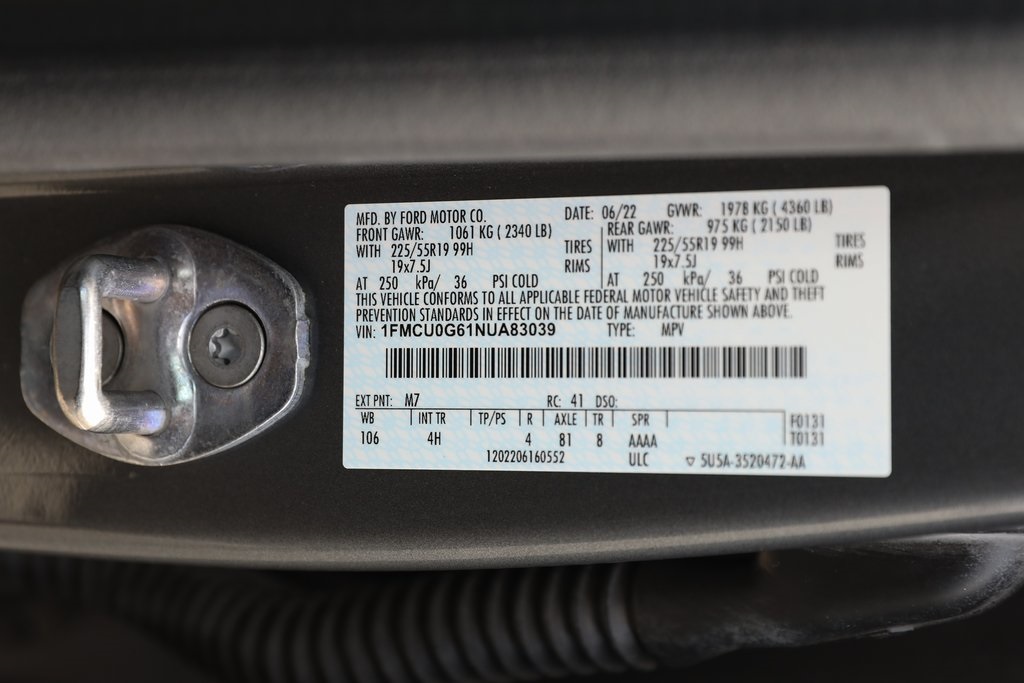 MFD. BY FORD MOTOR CO. DATE: 06/22 GVWR: 1978 KG ( 4360 LB)
FRONT GAWR: 1061 KG ( 2340 LB) REAR GAWR: 975 KG ( 2150 LB)
WITH 225/55R19 99H TIRES WITH 225/55R19 99H TIRES
19x7.5J RIMS 19x7.5J RIMS
AT 250 kPa/ 36 PSI COLD AT 250 kPa/ 36 PSI COLD
THIS VEHICLE CONFORMS TO ALL APPLICABLE FEDERAL MOTOR VEHICLE SAFETY AND THEFT
PREVENTION STANDARDS IN EFFECT ON THE DATE OF MANUFACTURE SHOWN ABOVE.
VIN: 1FMCU0G61NUA83039 TYPE: MPV
EXT PNT: M7 RC: 41 DSO:
WB INT TR TP/PS R AXLE TR SPR F0131
106 4H 4 81 8 AAAA T0131
1202206160552 ULC ▽ 5U5A-3520472-AA